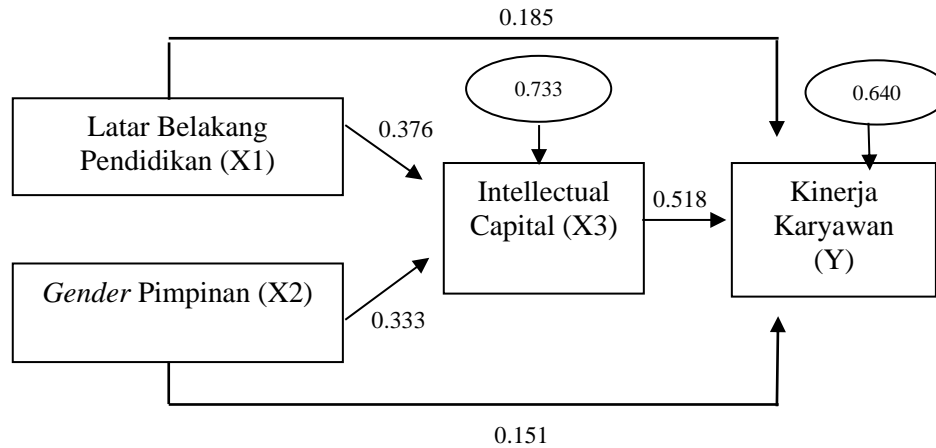 0.185
0.733
0.640
Latar Belakang
Pendidikan (X1)
0.376
Intellectual
Capital (X3)
0.518
Kinerja
Karyawan
(Y)
Gender Pimpinan (X2)
0.333
0.151